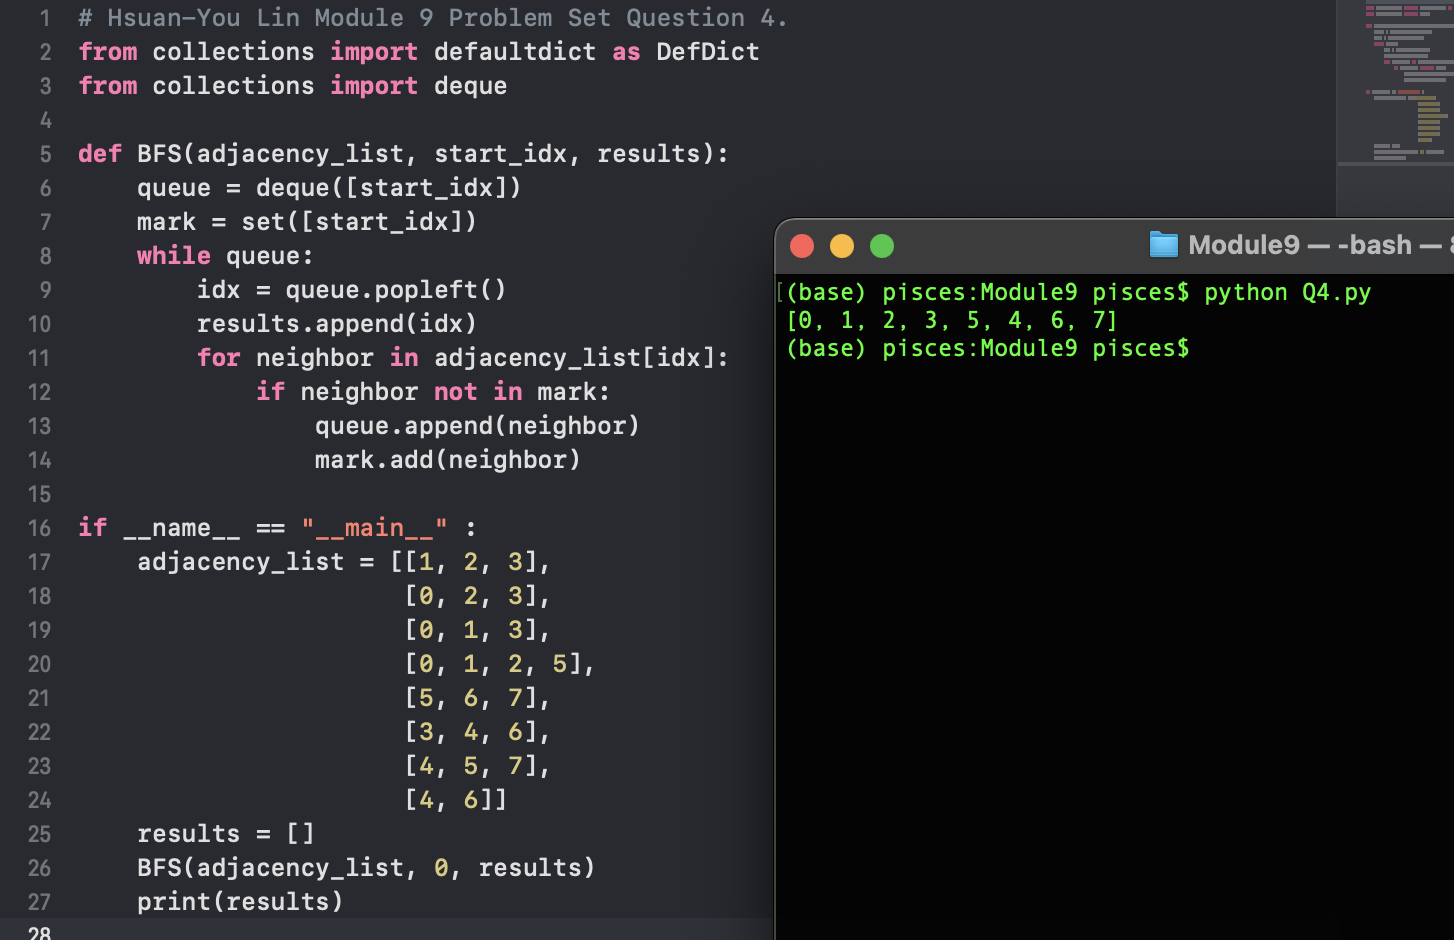 1 # Hsuan-You Lin Module 9 Problem Set Question 4.
2 from collections import defaultdict as DefDict
3 from collections import deque
4
5 def BFS(adjacency_list, start_idx, results):
6     queue = deque([start_idx])
7     mark = set([start_idx])
8     while queue:
9         idx = queue.popleft()
10         results.append(idx)
11         for neighbor in adjacency_list[idx]:
12             if neighbor not in mark:
13                 queue.append(neighbor)
14                 mark.add(neighbor)
15
16 if __name__ == "__main__" :
17     adjacency_list = [[1, 2, 3],
18                       [0, 2, 3],
19                       [0, 1, 3],
20                       [0, 1, 2, 5],
21                       [5, 6, 7],
22                       [3, 4, 6],
23                       [4, 5, 7],
24                       [4, 6]]
25     results = []
26     BFS(adjacency_list, 0, results)
27     print(results)
28
Module9 — -bash —
(base) pisces:Module9 pisces$ python Q4.py
[0, 1, 2, 3, 5, 4, 6, 7]
(base) pisces:Module9 pisces$